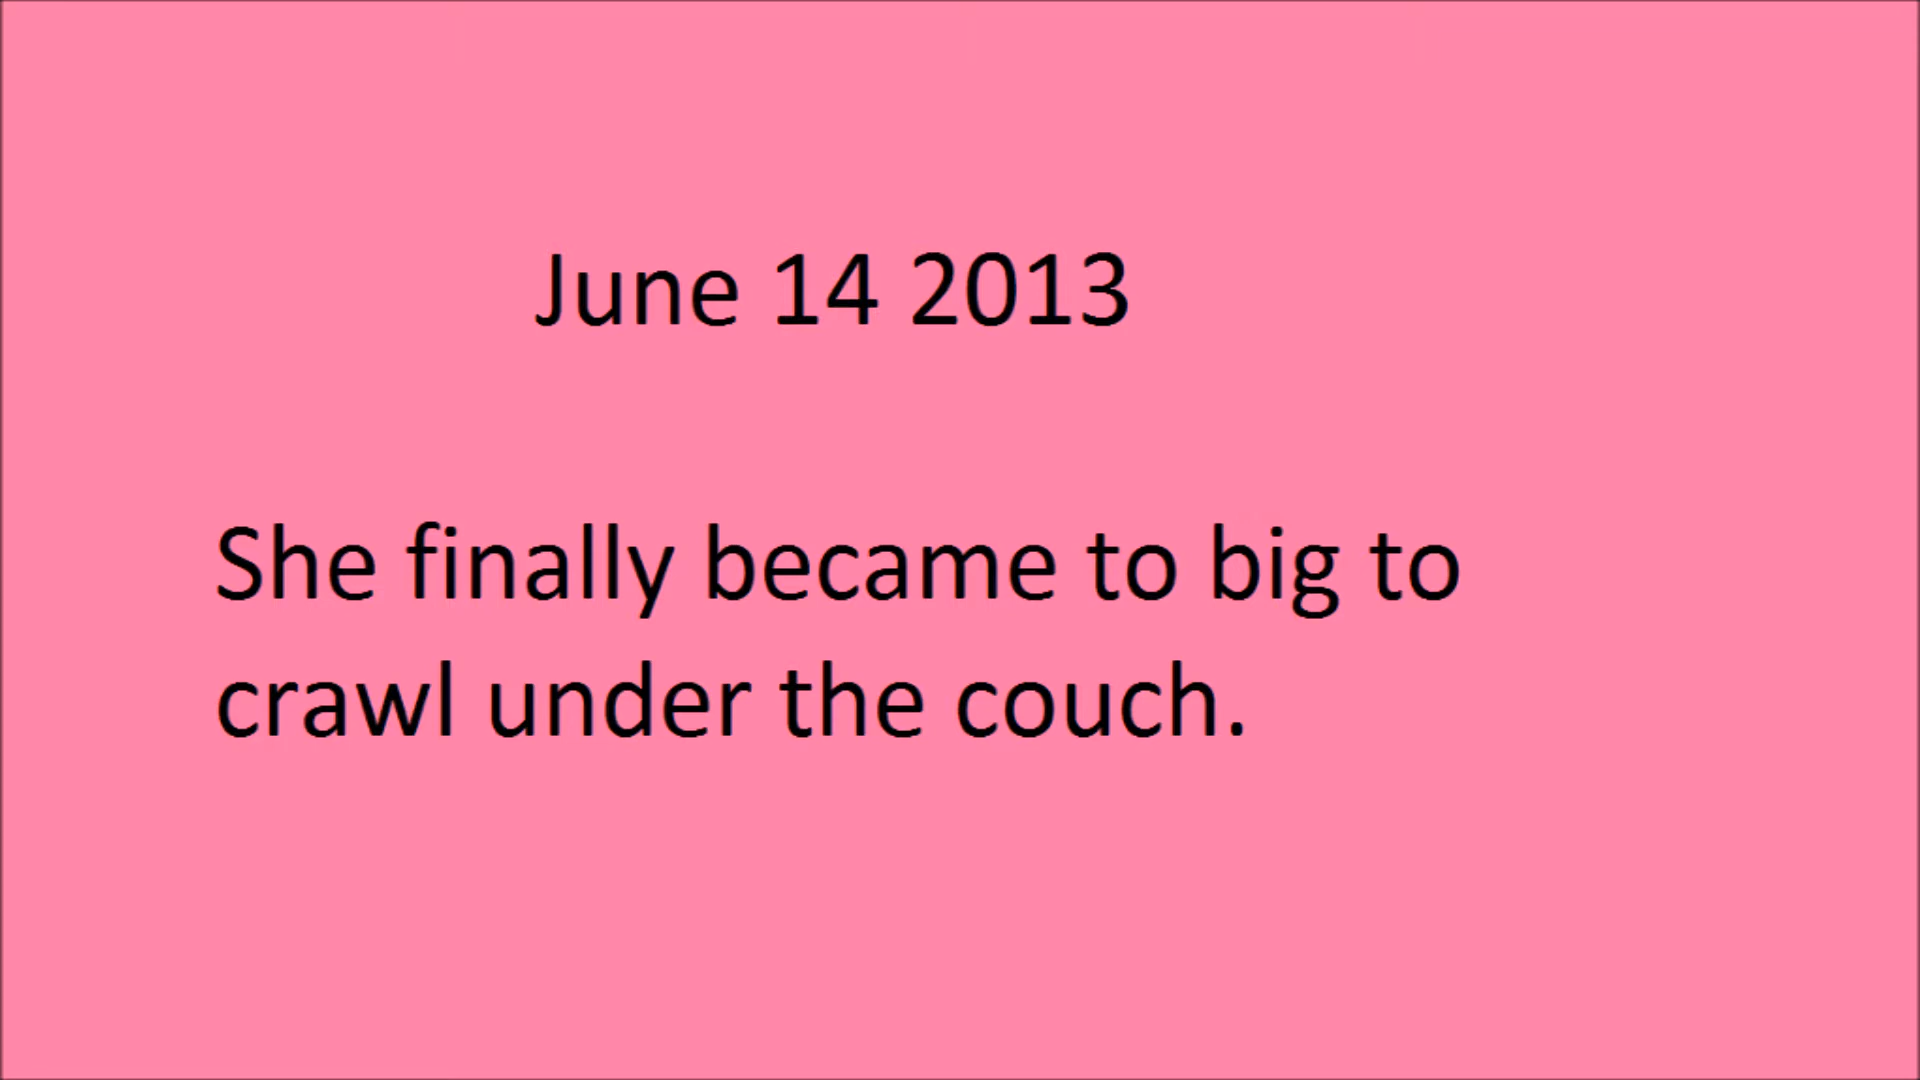 June 14 2013
She finally became to big to
crawl under the couch.